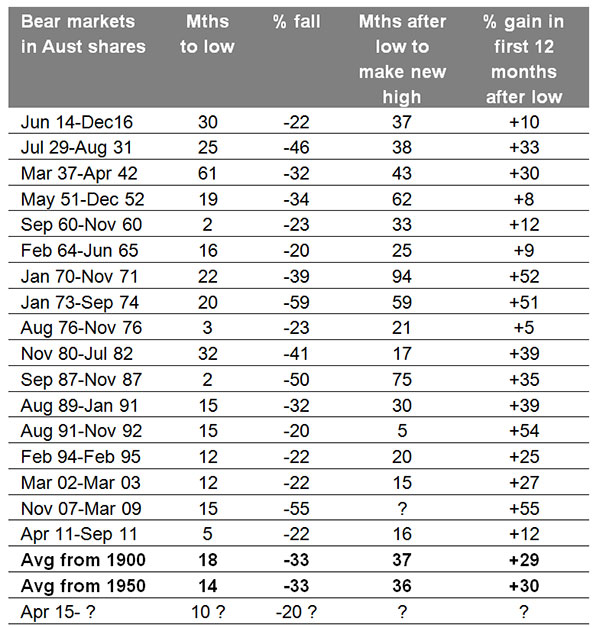 Bear markets in Aust shares | Mths to low | % fall | Mths after low to make new high | % gain in first 12 months after low
Jun 14-Dec16 30 -22 37 +10
Jul 29-Aug 31 25 -46 38 +33
Mar 37-Apr 42 61 -32 43 +30
May 51-Dec 52 19 -34 62 +8
Sep 60-Nov 60 2 -23 33 +12
Feb 64-Jun 65 16 -20 25 +9
Jan 70-Nov 71 22 -39 94 +52
Jan 73-Sep 74 20 -59 59 +51
Aug 76-Nov 76 3 -23 21 +5
Nov 80-Jul 82 32 -41 17 +39
Sep 87-Nov 87 2 -50 75 +35
Aug 89-Jan 91 15 -32 30 +39
Aug 91-Nov 92 15 -20 5 +54
Feb 94-Feb 95 12 -22 20 +25
Mar 02-Mar 03 12 -22 15 +27
Nov 07-Mar 09 15 -55 ? +55
Apr 11-Sep 11 5 -22 16 +12
Avg from 1900 18 -33 37 +29
Avg from 1950 14 -33 36 +30
Apr 15- ? 10 ? -20 ? ? ?